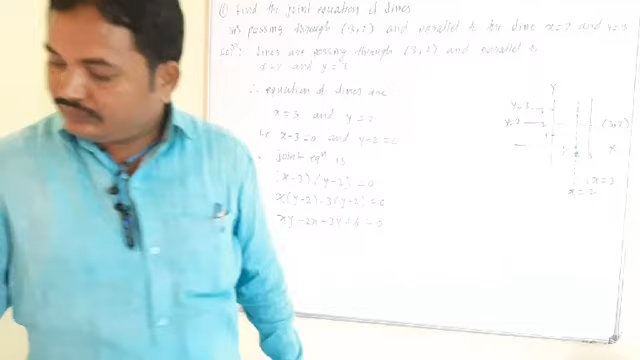 ① Find the joint equation of lines
passing through (3,2) and parallel to the line x=2 and y=3
solⁿ: lines are passing through (3,2) and parallel to
x=2 and y=3
∴ equation of lines are
x=3 and y=2
x-3=0 and y-2=0
joint eqⁿ is
(x-3)(y-2)=0
x(y-2)-3(y-2)=0
xy-2x-3y+6=0
Y
y=3
y=2
(3,2)
X
x=3
x=2